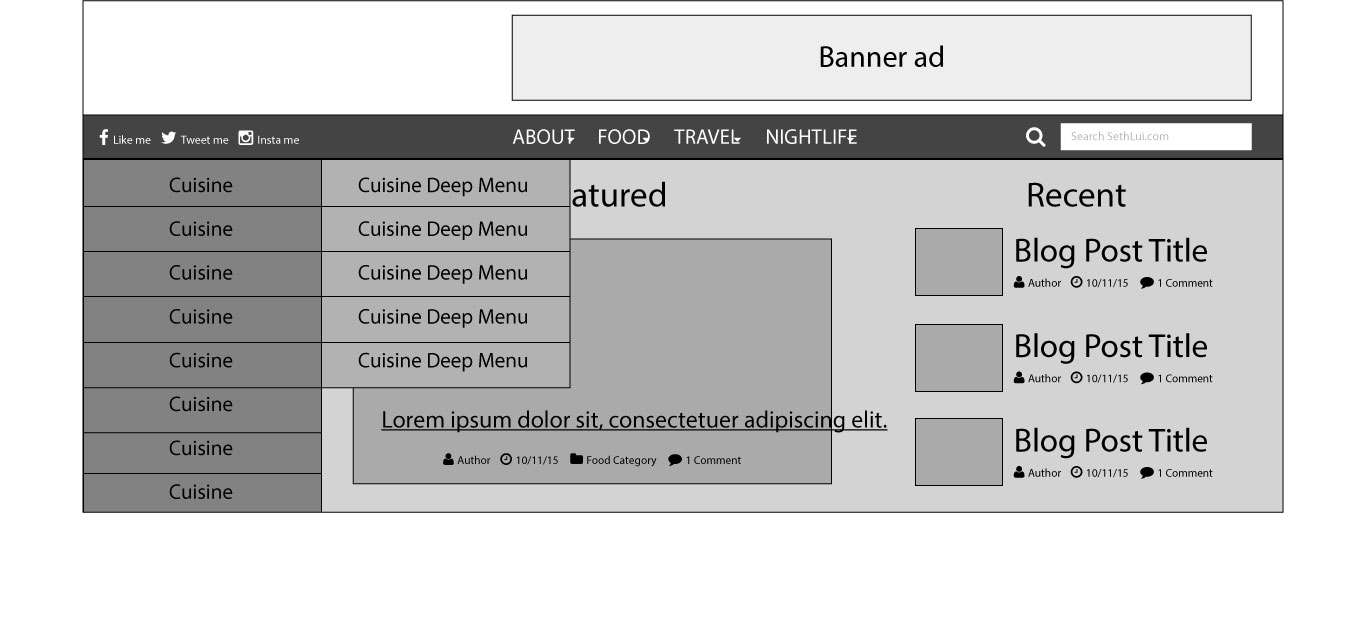 Banner ad
Like me Tweet me Insta me ABOUT FOOD TRAVEL NIGHTLIFE Search SethLui.com
Cuisine
Cuisine
Cuisine
Cuisine
Cuisine
Cuisine
Cuisine
Cuisine
Cuisine Deep Menu
Cuisine Deep Menu
Cuisine Deep Menu
Cuisine Deep Menu
Cuisine Deep Menu
atured
Lorem ipsum dolor sit, consectetuer adipiscing elit.
Author 10/11/15 Food Category 1 Comment
Recent
Blog Post Title
Author 10/11/15 1 Comment
Blog Post Title
Author 10/11/15 1 Comment
Blog Post Title
Author 10/11/15 1 Comment